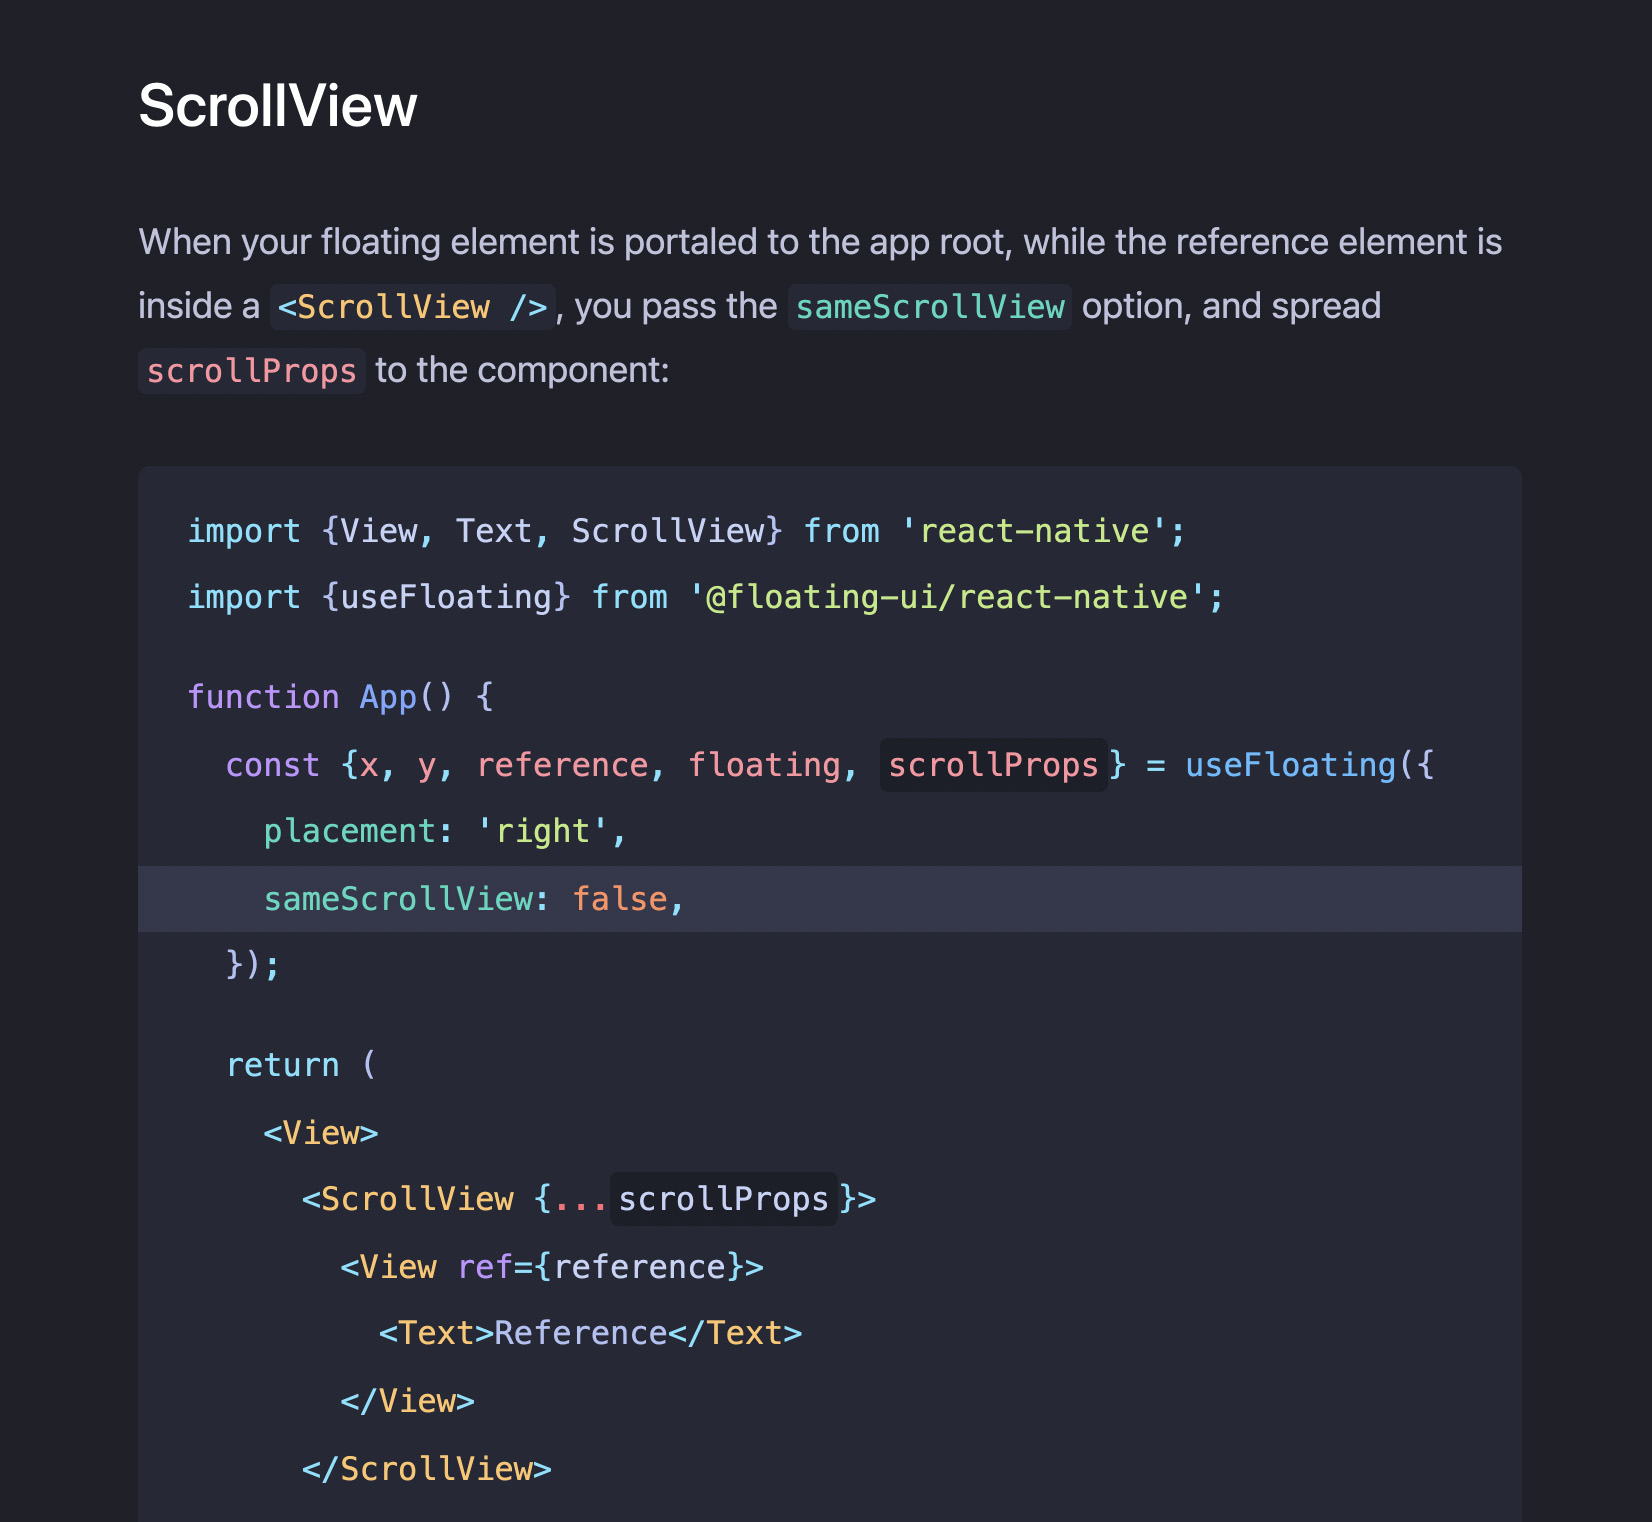 ScrollView
When your floating element is portaled to the app root, while the reference element is
inside a <ScrollView />, you pass the sameScrollView option, and spread
scrollProps to the component:
import {View, Text, ScrollView} from 'react-native';
import {useFloating} from '@floating-ui/react-native';
function App() {
  const {x, y, reference, floating, scrollProps} = useFloating({
    placement: 'right',
    sameScrollView: false,
  });
  return (
    <View>
      <ScrollView {...scrollProps}>
        <View ref={reference}>
          <Text>Reference</Text>
        </View>
      </ScrollView>